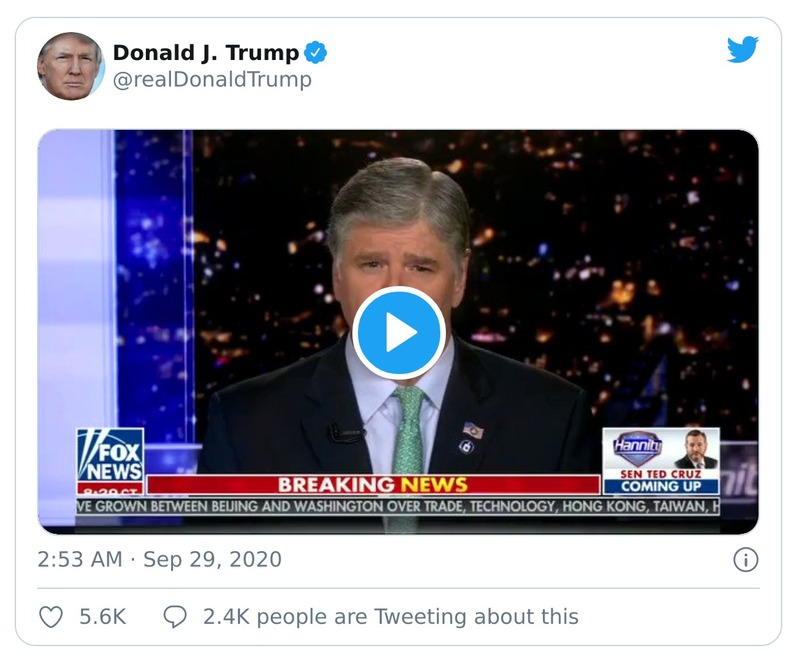 Donald J. Trump
@realDonaldTrump
FOX
NEWS
8:29 CT
BREAKING NEWS
Hannity
SEN TED CRUZ
COMING UP
VE GROWN BETWEEN BEIJING AND WASHINGTON OVER TRADE, TECHNOLOGY, HONG KONG, TAIWAN, H
2:53 AM · Sep 29, 2020
5.6K
2.4K people are Tweeting about this